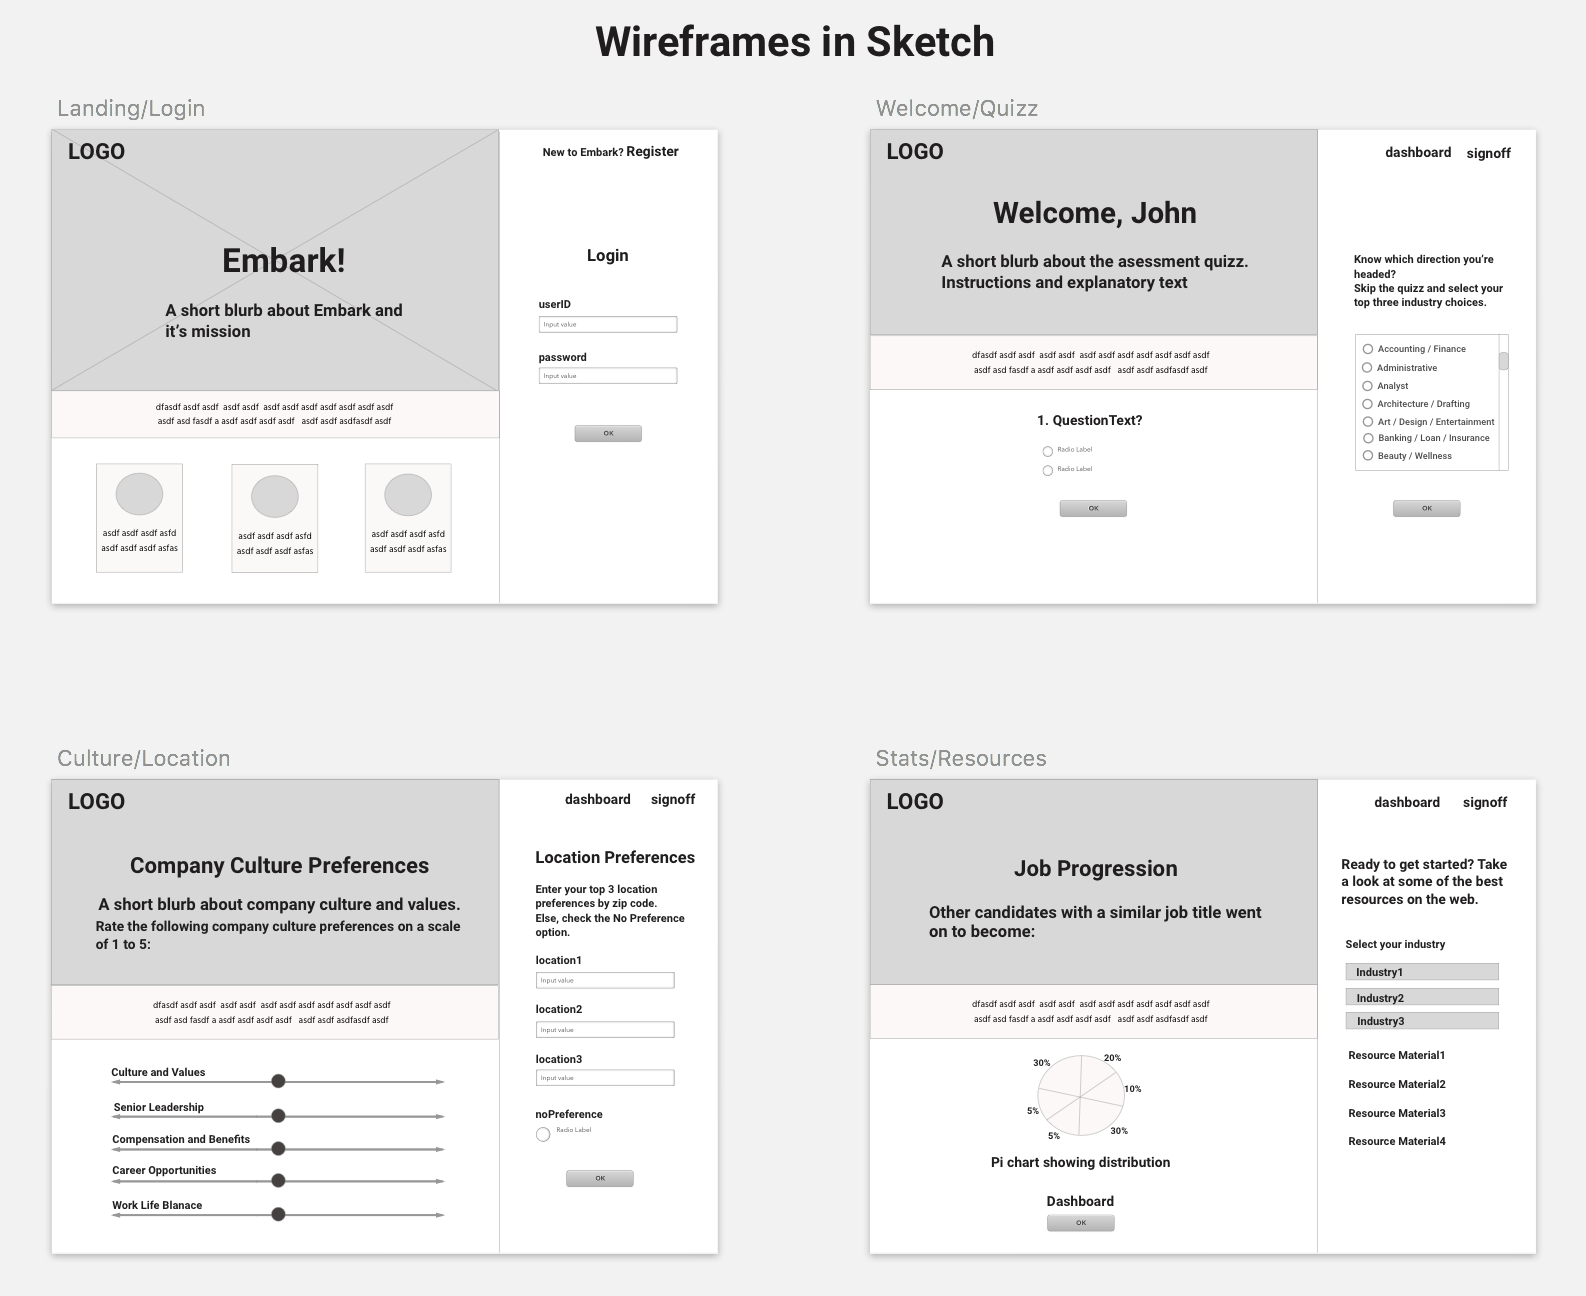 Wireframes in Sketch
Landing/Login
LOGO
New to Embark? Register
Embark!
A short blurb about Embark and
it's mission
Login
userID
Input value
password
Input value
OK
dfasdf asdf asdf  asdf asdf  asdf asdf asdf asdf asdf asdf asdf
asdf asd fasdf a asdf asdf asdf asdf   asdf asdf asdfasdf asdf
asdf asdf asdf asfd
asdf asdf asdf asfas
asdf asdf asdf asfd
asdf asdf asdf asfas
asdf asdf asdf asfd
asdf asdf asdf asfas
Welcome/Quizz
LOGO
dashboard signoff
Welcome, John
A short blurb about the asessment quizz.
Instructions and explanatory text
dfasdf asdf asdf  asdf asdf  asdf asdf asdf asdf asdf asdf asdf
asdf asd fasdf a asdf asdf asdf asdf   asdf asdf asdfasdf asdf
1. QuestionText?
Radio Label
Radio Label
OK
Know which direction you're
headed?
Skip the quizz and select your
top three industry choices.
Accounting / Finance
Administrative
Analyst
Architecture / Drafting
Art / Design / Entertainment
Banking / Loan / Insurance
Beauty / Wellness
OK
Culture/Location
LOGO
dashboard signoff
Company Culture Preferences
A short blurb about company culture and values.
Rate the following company culture preferences on a scale
of 1 to 5:
dfasdf asdf asdf  asdf asdf  asdf asdf asdf asdf asdf asdf asdf
asdf asd fasdf a asdf asdf asdf asdf   asdf asdf asdfasdf asdf
Culture and Values
Senior Leadership
Compensation and Benefits
Career Opportunities
Work Life Blanace
Location Preferences
Enter your top 3 location
preferences by zip code.
Else, check the No Preference
option.
location1
Input value
location2
Input value
location3
Input value
noPreference
Radio Label
OK
Stats/Resources
LOGO
dashboard signoff
Job Progression
Other candidates with a similar job title went
on to become:
dfasdf asdf asdf  asdf asdf  asdf asdf asdf asdf asdf asdf asdf
asdf asd fasdf a asdf asdf asdf asdf   asdf asdf asdfasdf asdf
30%
20%
10%
5%
5%
30%
Pi chart showing distribution
Dashboard
OK
Ready to get started? Take
a look at some of the best
resources on the web.
Select your industry
Industry1
Industry2
Industry3
Resource Material1
Resource Material2
Resource Material3
Resource Material4